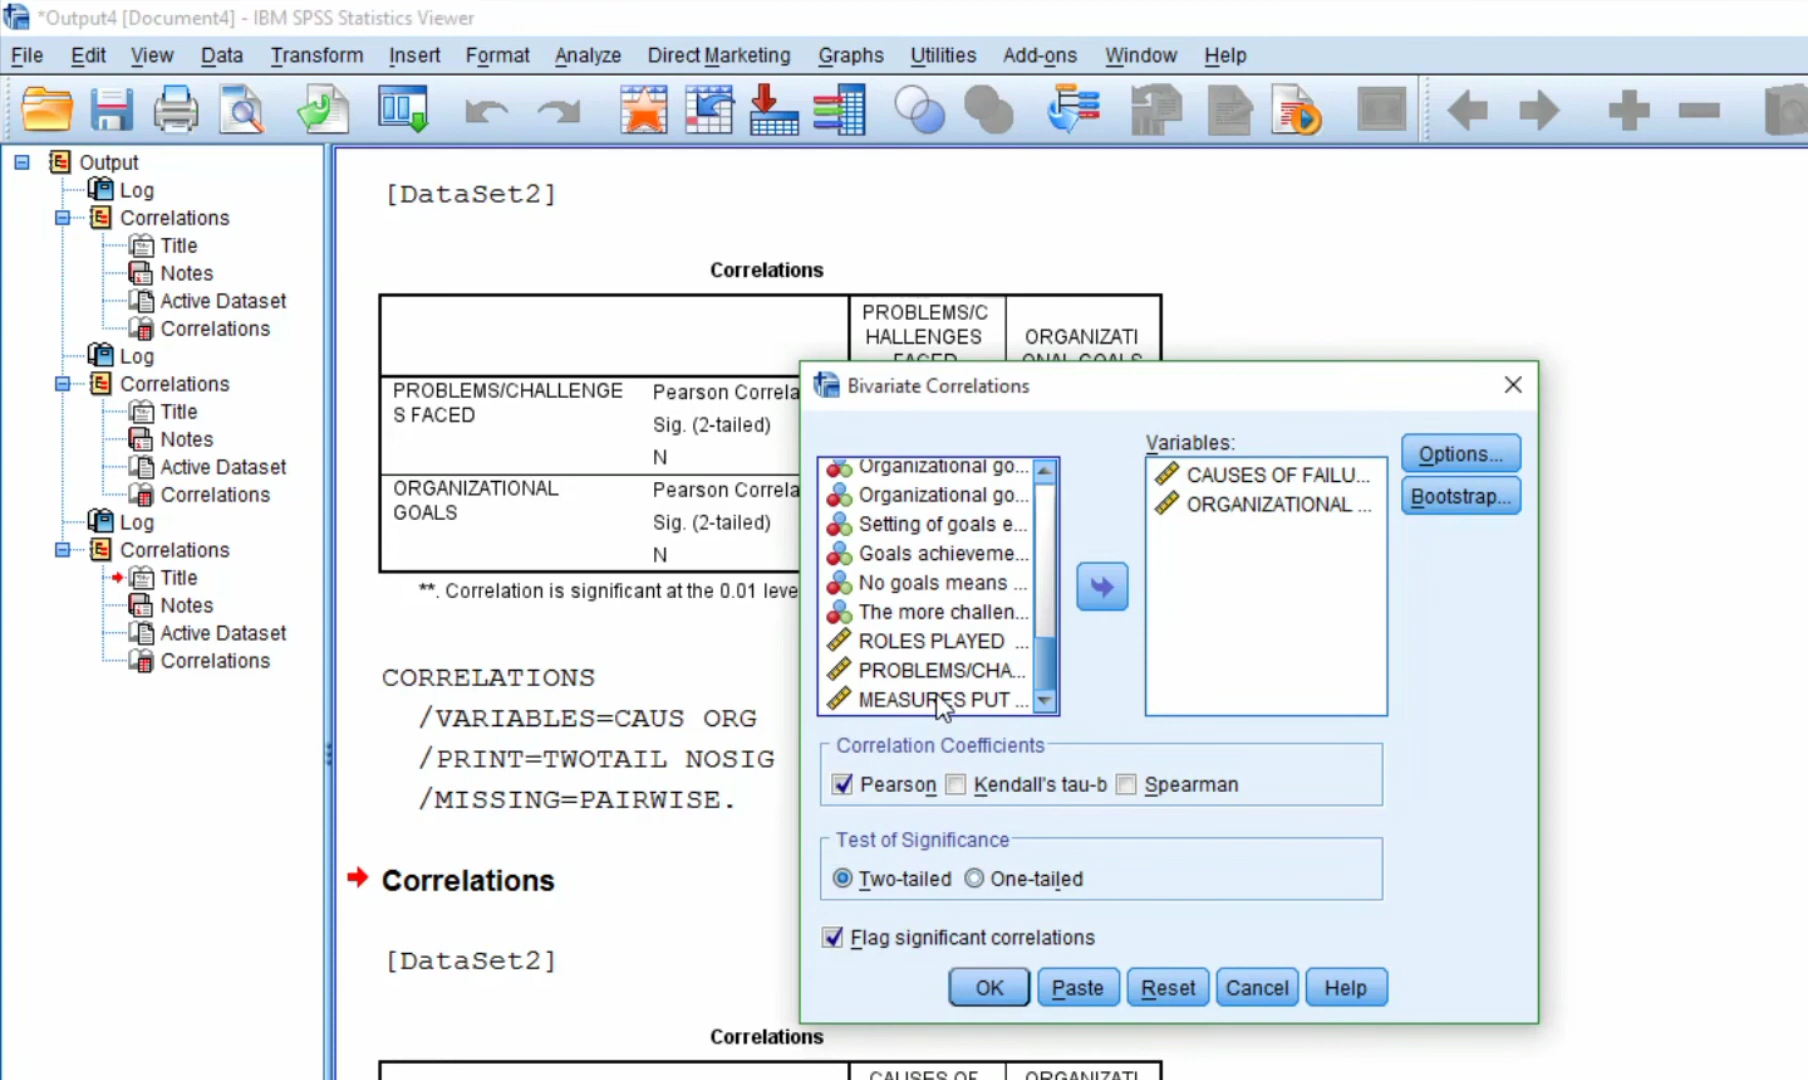 *Output4 [Document4] - IBM SPSS Statistics Viewer
File Edit View Data Transform Insert Format Analyze Direct Marketing Graphs Utilities Add-ons Window Help
Output
Log
Correlations
Title
Notes
Active Dataset
Correlations
Log
Correlations
Title
Notes
Active Dataset
Correlations
Log
Correlations
Title
Notes
Active Dataset
Correlations
[DataSet2]
Correlations
PROBLEMS/C
HALLENGES
FACED
ORGANIZATI
ONAL GOALS
PROBLEMS/CHALLENGE
S FACED
Pearson Correla
Sig. (2-tailed)
N
ORGANIZATIONAL
GOALS
Pearson Correla
Sig. (2-tailed)
N
**. Correlation is significant at the 0.01 leve
CORRELATIONS
/VARIABLES=CAUS ORG
/PRINT=TWOTAIL NOSIG
/MISSING=PAIRWISE.
Correlations
[DataSet2]
Correlations
CAUSES OF
ORGANIZATI
Bivariate Correlations
Organizational go...
Organizational go...
Setting of goals e...
Goals achieveme...
No goals means ...
The more challen...
ROLES PLAYED ...
PROBLEMS/CHA...
MEASURES PUT ...
Variables:
CAUSES OF FAILU...
ORGANIZATIONAL ...
Options...
Bootstrap...
Correlation Coefficients
Pearson Kendall's tau-b Spearman
Test of Significance
Two-tailed One-tailed
Flag significant correlations
OK Paste Reset Cancel Help